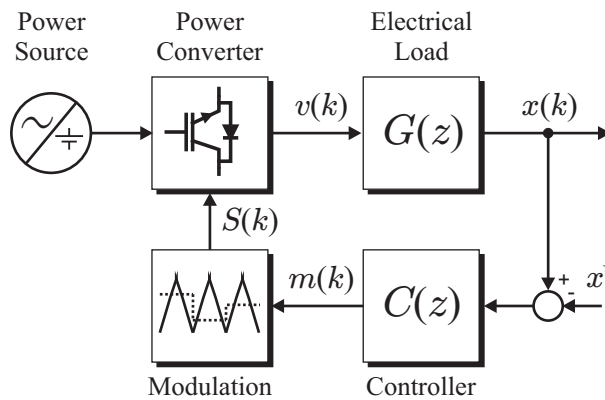 Power Source
Power Converter
Electrical Load
v(k)
G(z)
x(k)
S(k)
m(k)
C(z)
+
-
x
Modulation
Controller